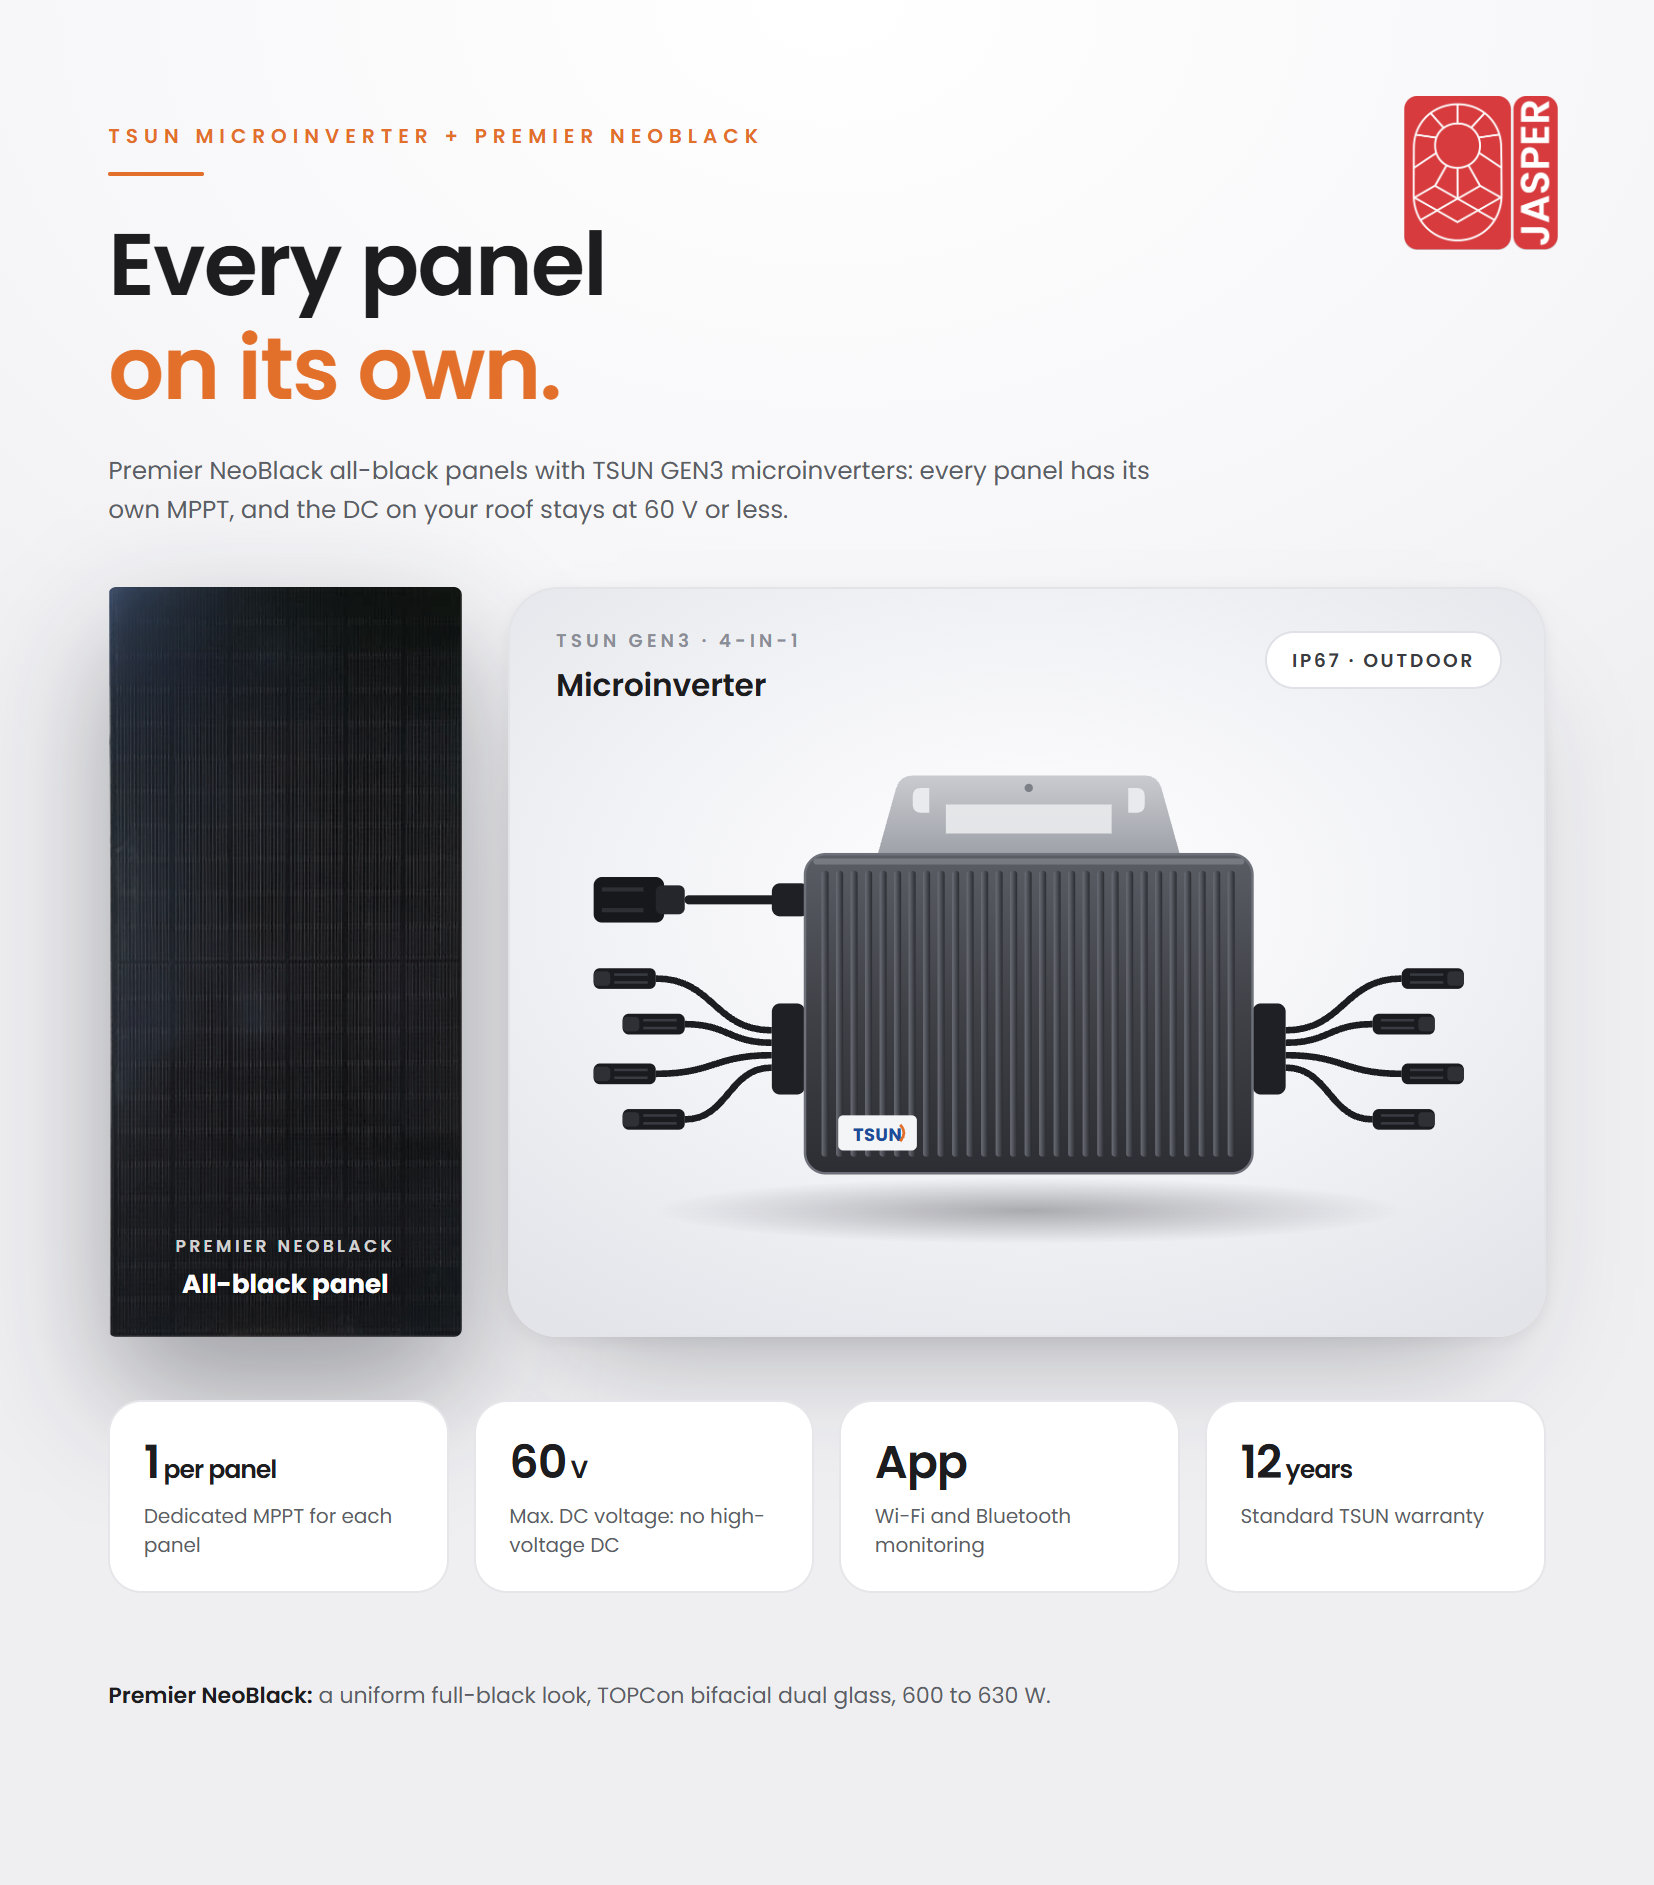 TSUN MICROINVERTER + PREMIER NEOBLACK
JASPER
Every panel
on its own.
Premier NeoBlack all-black panels with TSUN GEN3 microinverters: every panel has its
own MPPT, and the DC on your roof stays at 60 V or less.
TSUN GEN3 · 4-IN-1
Microinverter
IP67 · OUTDOOR
TSUN
PREMIER NEOBLACK
All-black panel
1 per panel
Dedicated MPPT for each
panel
60 V
Max. DC voltage: no high-
voltage DC
App
Wi-Fi and Bluetooth
monitoring
12 years
Standard TSUN warranty
Premier NeoBlack: a uniform full-black look, TOPCon bifacial dual glass, 600 to 630 W.